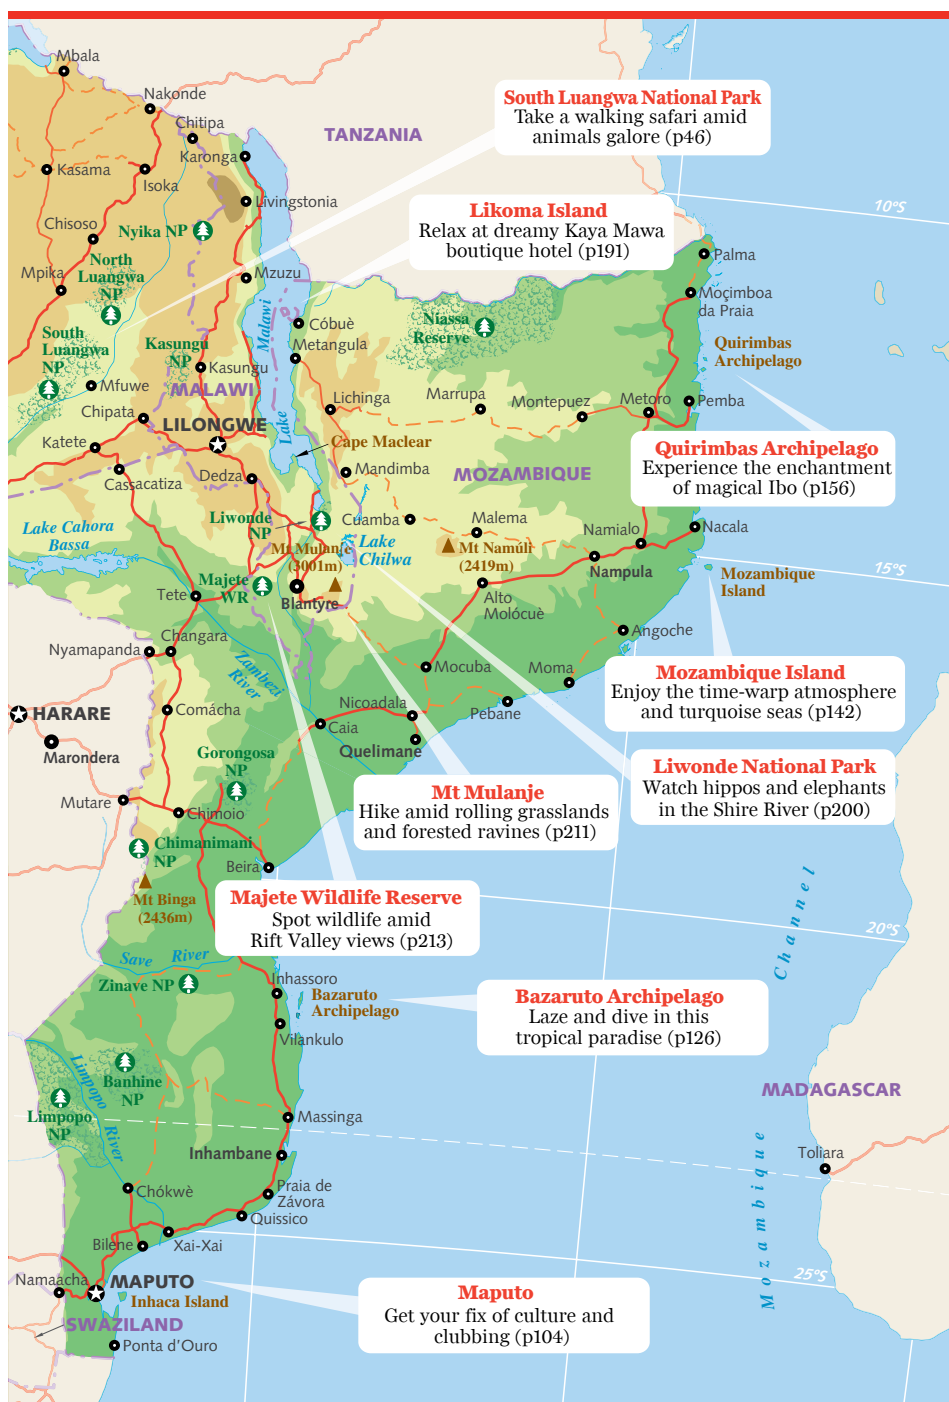 Mbala
Nakonde
Chitipa
Karonga
TANZANIA
South Luangwa National Park
Take a walking safari amid
animals galore (p46)
Kasama
Isoka
Livingstonia
Likoma Island
Relax at dreamy Kaya Mawa
boutique hotel (p191)
10°S
Chisoso
Nyika NP
North
Luangwa
NP
Mpika
Mzuzu
Palma
Moçimboa
da Praia
Lake Malawi
Cóbuè
Metangula
Niassa
Reserve
South
Luangwa
NP
Kasungu
NP
Kasungu
Quirimbas
Archipelago
Mfuwe
MALAWI
Chipata
LILONGWE
Lichinga
Marrupa
Montepuez
Metoro
Pemba
Katete
Cape Maclear
Cassacatiza
Dedza
Mandimba
MOZAMBIQUE
Quirimbas Archipelago
Experience the enchantment
of magical Ibo (p156)
Lake Cahora
Bassa
Liwonde
NP
Cuamba
Malema
Namialo
Nacala
Lake
Chilwa
Mt Mulanje
(3001m)
Mt Namúli
(2419m)
Nampula
15°S
Majete
WR
Tete
Blantyre
Alto
Molócuè
Mozambique
Island
Changara
Nyamapanda
Angoche
Zambezi
River
Mocuba
Moma
Mozambique Island
Enjoy the time-warp atmosphere
and turquoise seas (p142)
HARARE
Comácha
Nicoadala
Pebane
Caia
Quelimane
Marondera
Gorongosa
NP
Liwonde National Park
Watch hippos and elephants
in the Shire River (p200)
Mt Mulanje
Hike amid rolling grasslands
and forested ravines (p211)
Mutare
Chimoio
Chimanimani
NP
Beira
Mt Binga
(2436m)
Majete Wildlife Reserve
Spot wildlife amid
Rift Valley views (p213)
20°S
Save River
Zinave NP
Inhassoro
Bazaruto
Archipelago
Bazaruto Archipelago
Laze and dive in this
tropical paradise (p126)
Vilankulo
Limpopo River
Banhine
NP
Limpopo
NP
MADAGASCAR
Massinga
Inhambane
Toliara
Chókwè
Praia de
Závora
Quissico
Bilene
Xai-Xai
Mozambique Channel
25°S
Namaacha
MAPUTO
Inhaca Island
Maputo
Get your fix of culture and
clubbing (p104)
SWAZILAND
Ponta d'Ouro